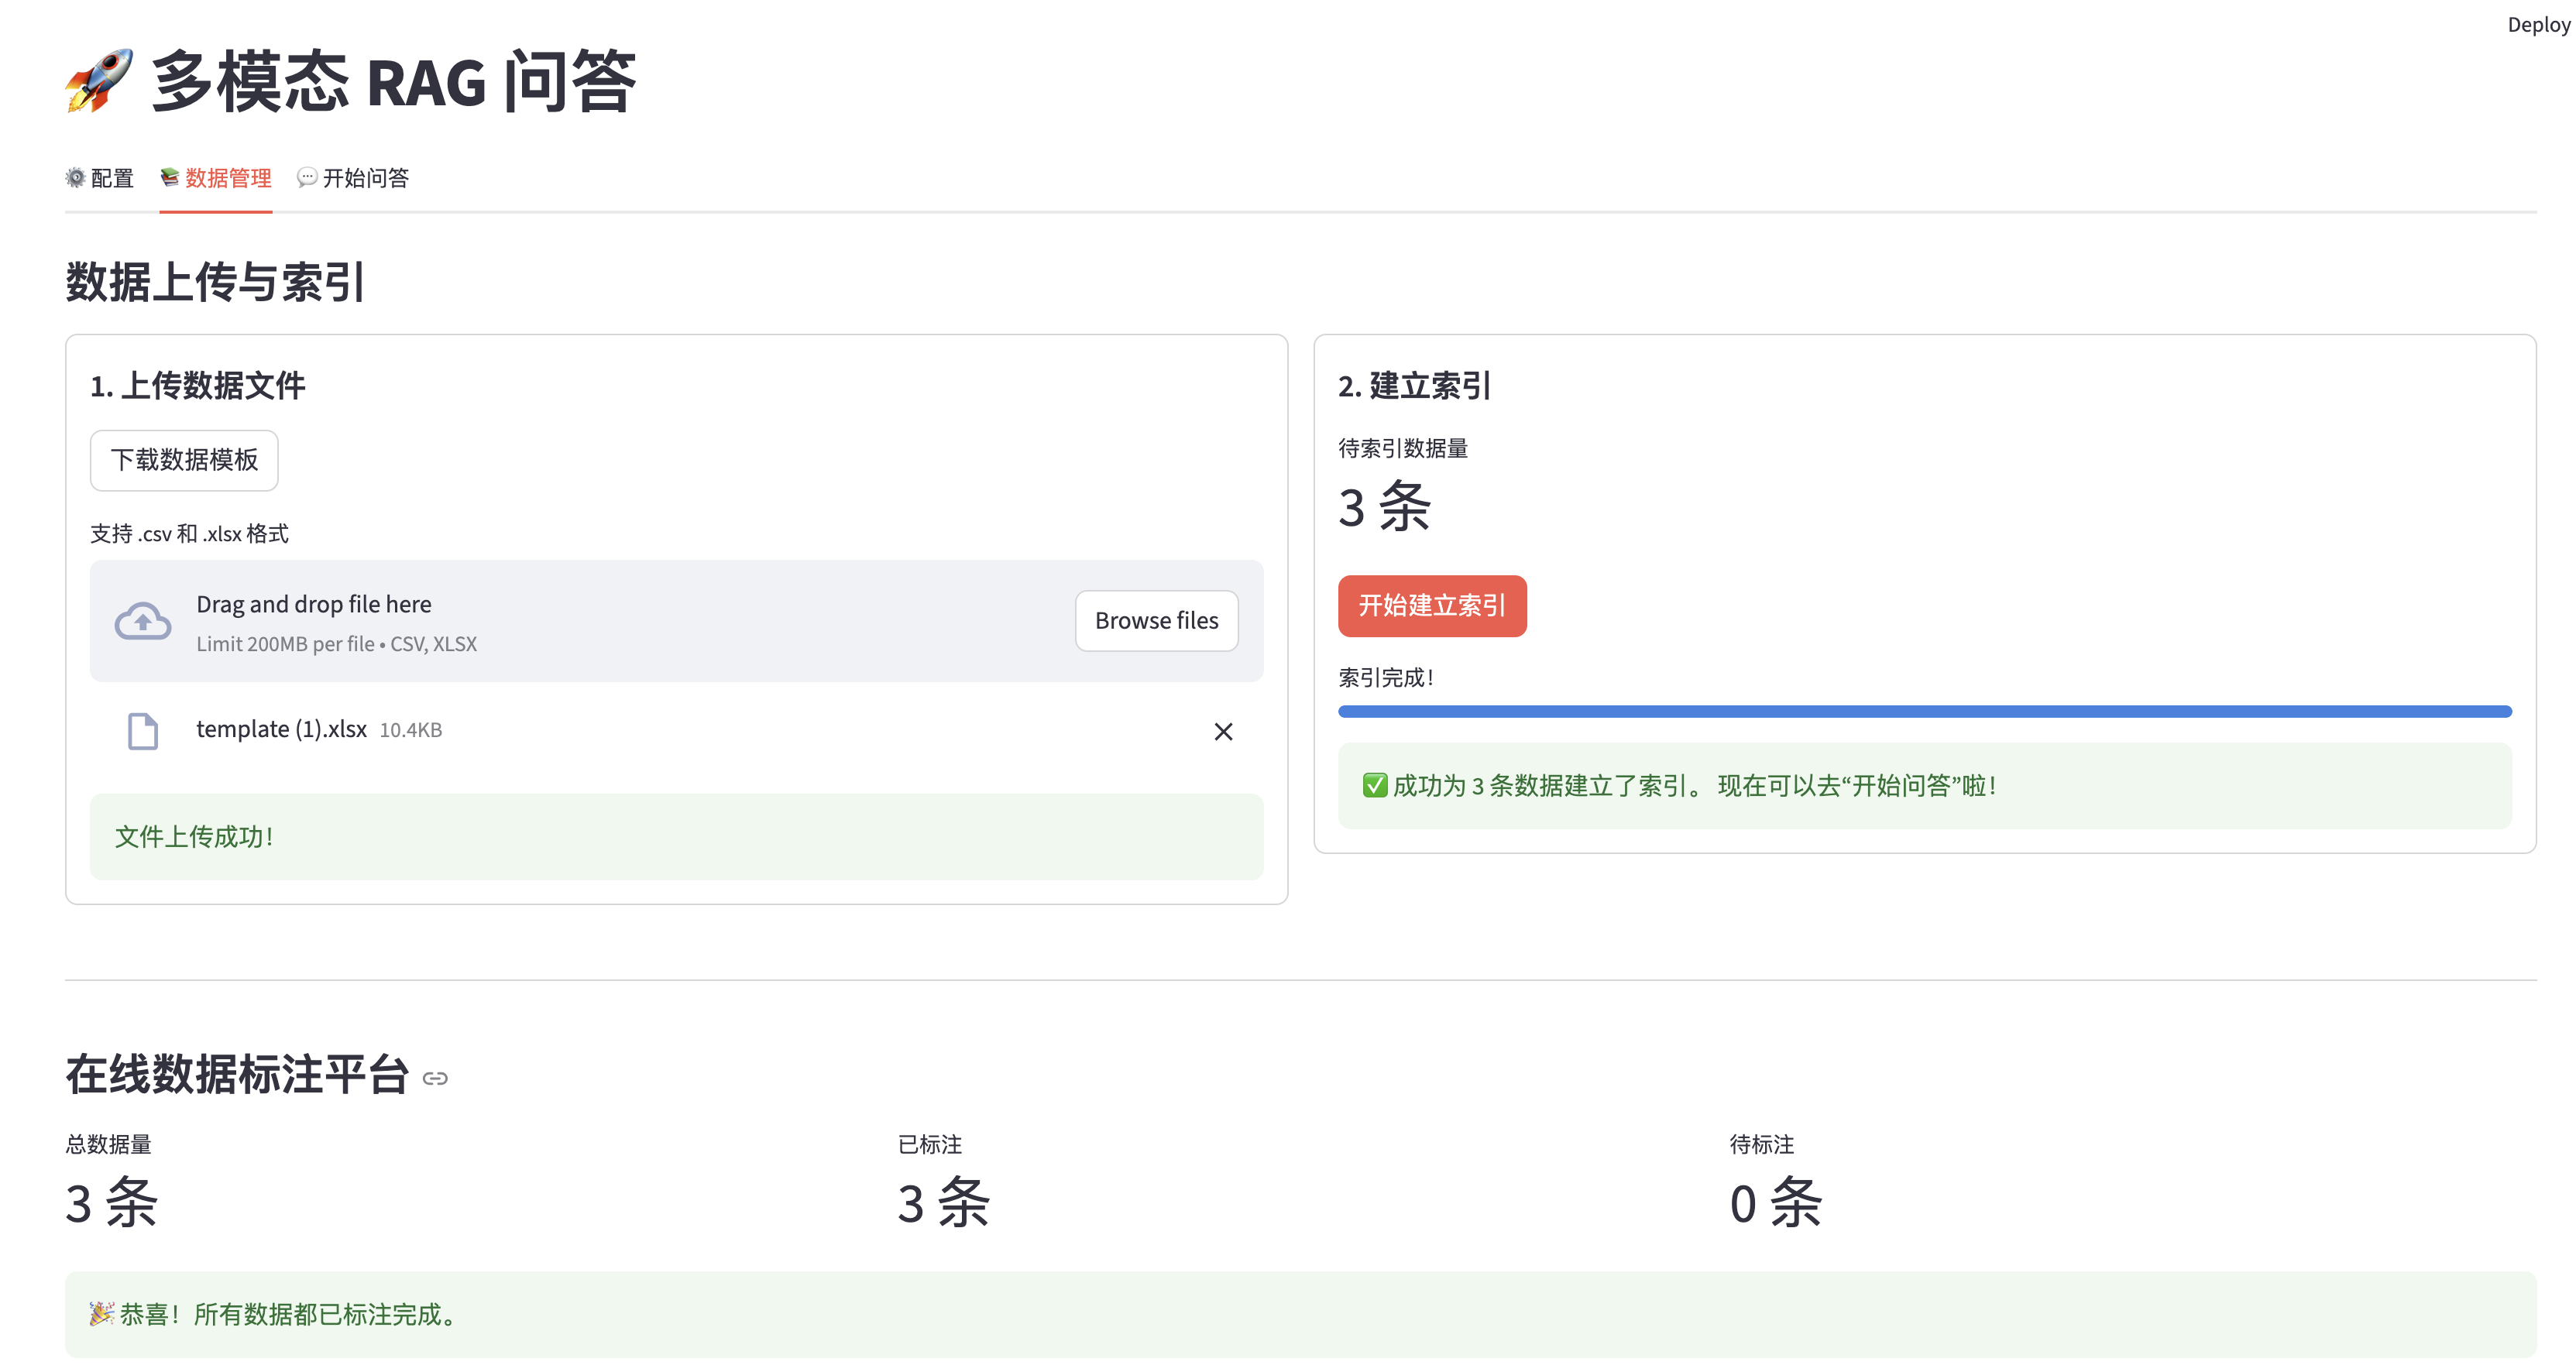 Deploy
🚀 多模态 RAG 问答
⚙️ 配置 📚 数据管理 💬 开始问答
数据上传与索引
1. 上传数据文件
下载数据模板
支持 .csv 和 .xlsx 格式
Drag and drop file here
Limit 200MB per file • CSV, XLSX
Browse files
template (1).xlsx 10.4KB
文件上传成功！
2. 建立索引
待索引数据量
3 条
开始建立索引
索引完成！
✅ 成功为 3 条数据建立了索引。 现在可以去“开始问答”啦！
在线数据标注平台
总数据量
3 条
已标注
3 条
待标注
0 条
🎉 恭喜！所有数据都已标注完成。